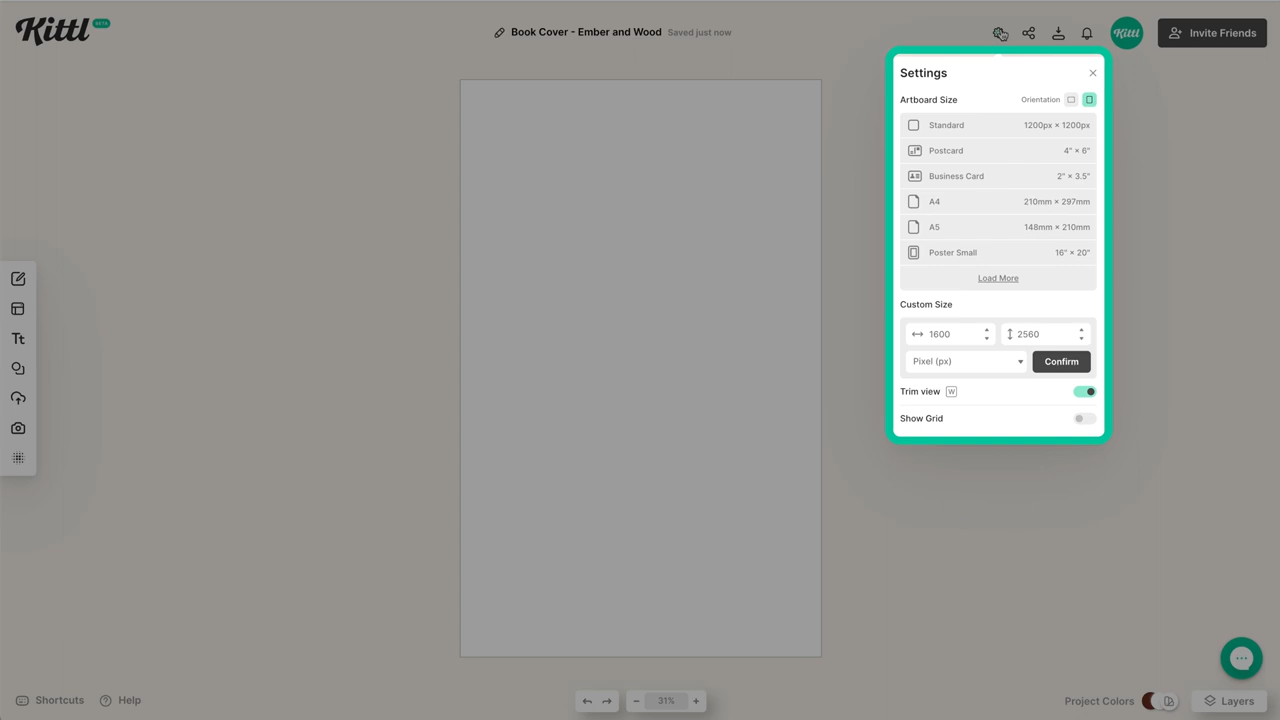 Kittl BETA
Book Cover - Ember and Wood Saved just now
Kittl
Invite Friends
Settings
Artboard Size Orientation
Standard 1200px × 1200px
Postcard 4" × 6"
Business Card 2" × 3.5"
A4 210mm × 297mm
A5 148mm × 210mm
Poster Small 16" × 20"
Load More
Custom Size
1600 2560
Pixel (px) Confirm
Trim view W
Show Grid
Tt
Shortcuts Help
31%
Project Colors Layers